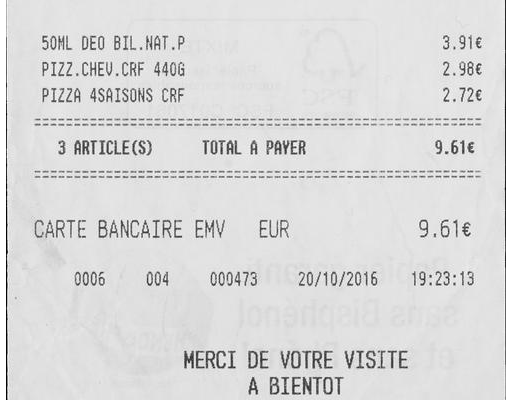 50ML DEO BIL.NAT.P 3.91€
PIZZ.CHEV.CRF 440G 2.98€
PIZZA 4SAISONS CRF 2.72€
==========================================
3 ARTICLE(S) TOTAL A PAYER 9.61€
==========================================
CARTE BANCAIRE EMV EUR 9.61€
0006 004 000473 20/10/2016 19:23:13
MERCI DE VOTRE VISITE
A BIENTOT